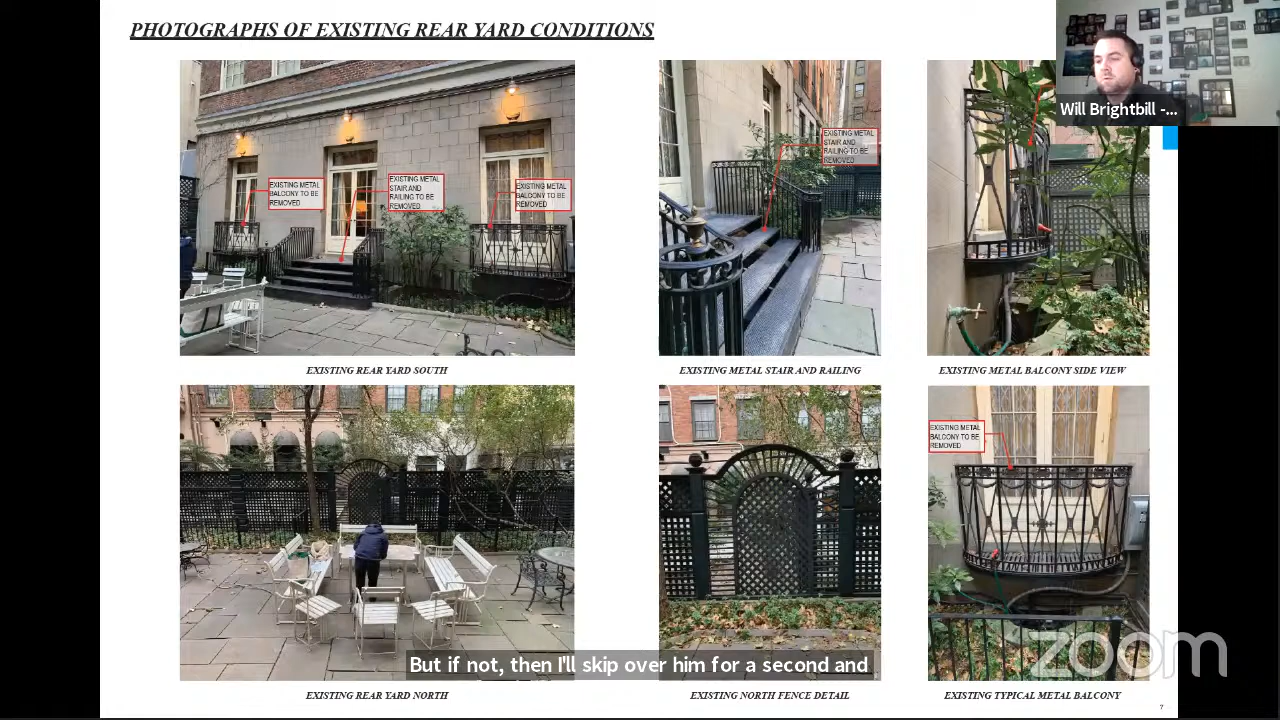 PHOTOGRAPHS OF EXISTING REAR YARD CONDITIONS
Will Brightbill -...
EXISTING METAL
BALCONY TO BE
REMOVED
EXISTING METAL
STAIR AND
RAILING TO BE
REMOVED
EXISTING METAL
BALCONY TO BE
REMOVED
EXISTING METAL
STAIR AND
RAILING TO BE
REMOVED
EXISTING REAR YARD SOUTH
EXISTING METAL STAIR AND RAILING
EXISTING METAL BALCONY SIDE VIEW
EXISTING METAL
BALCONY TO BE
REMOVED
But if not, then I'll skip over him for a second and
zoom
EXISTING REAR YARD NORTH
EXISTING NORTH FENCE DETAIL
EXISTING TYPICAL METAL BALCONY
7